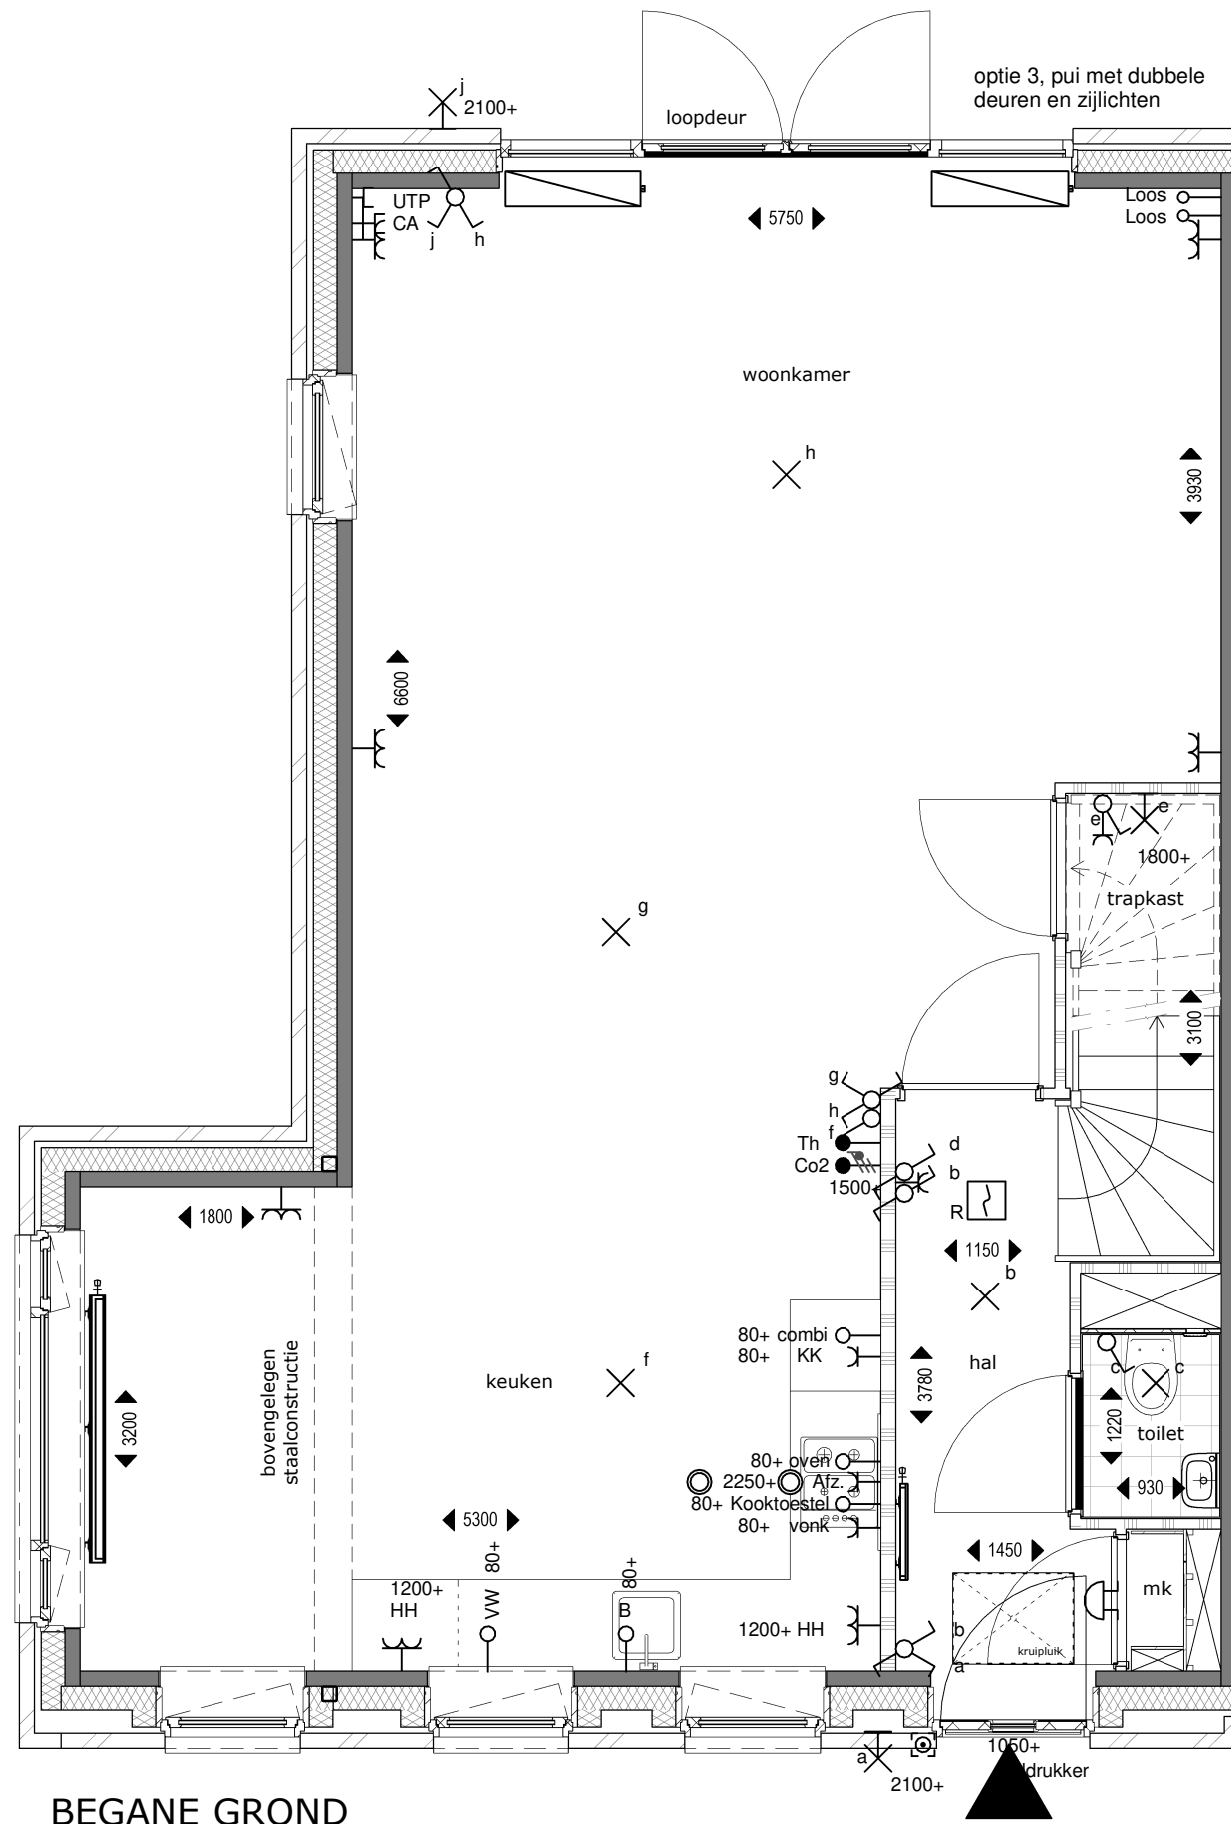 optie 3, pui met dubbele
deuren en zijlichten
j
2100+
loopdeur
UTP
CA
j
h
5750
Loos
Loos
woonkamer
h
3930
6600
e
e
1800+
trapkast
g
3100
g
h
f
Th
Co2
1500+
d
b
R
1800
1150
b
80+ combi
80+ KK
hal
bovengelegen
staalconstructie
keuken
f
3780
c
c
3200
1220
toilet
80+ oven
2250+ Afz.
80+ Kooktoestel
80+ vonk
930
5300
1450
1200+
HH
VW 80+
80+
B
mk
1200+ HH
b
a
kruipluik
a
2100+
1050+
drukker
BEGANE GROND